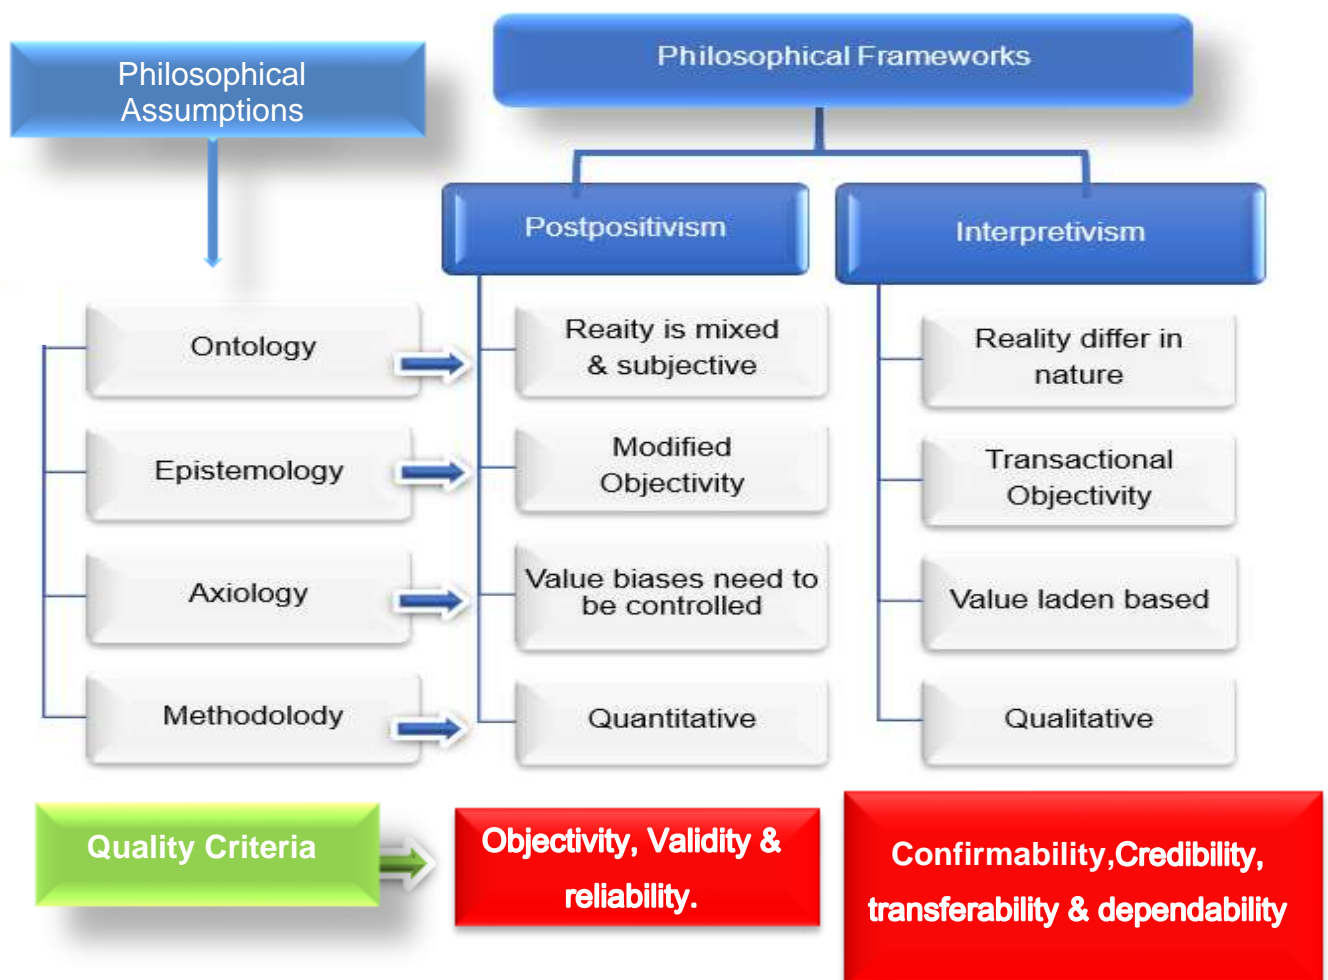 Philosophical
Assumptions
Philosophical Frameworks
Postpositivism
Interpretivism
Ontology
Reaity is mixed
& subjective
Reality differ in
nature
Epistemology
Modified
Objectivity
Transactional
Objectivity
Axiology
Value biases need to
be controlled
Value laden based
Methodolody
Quantitative
Qualitative
Quality Criteria
Objectivity, Validity &
reliability.
Confirmability,Credibility,
transferability & dependability